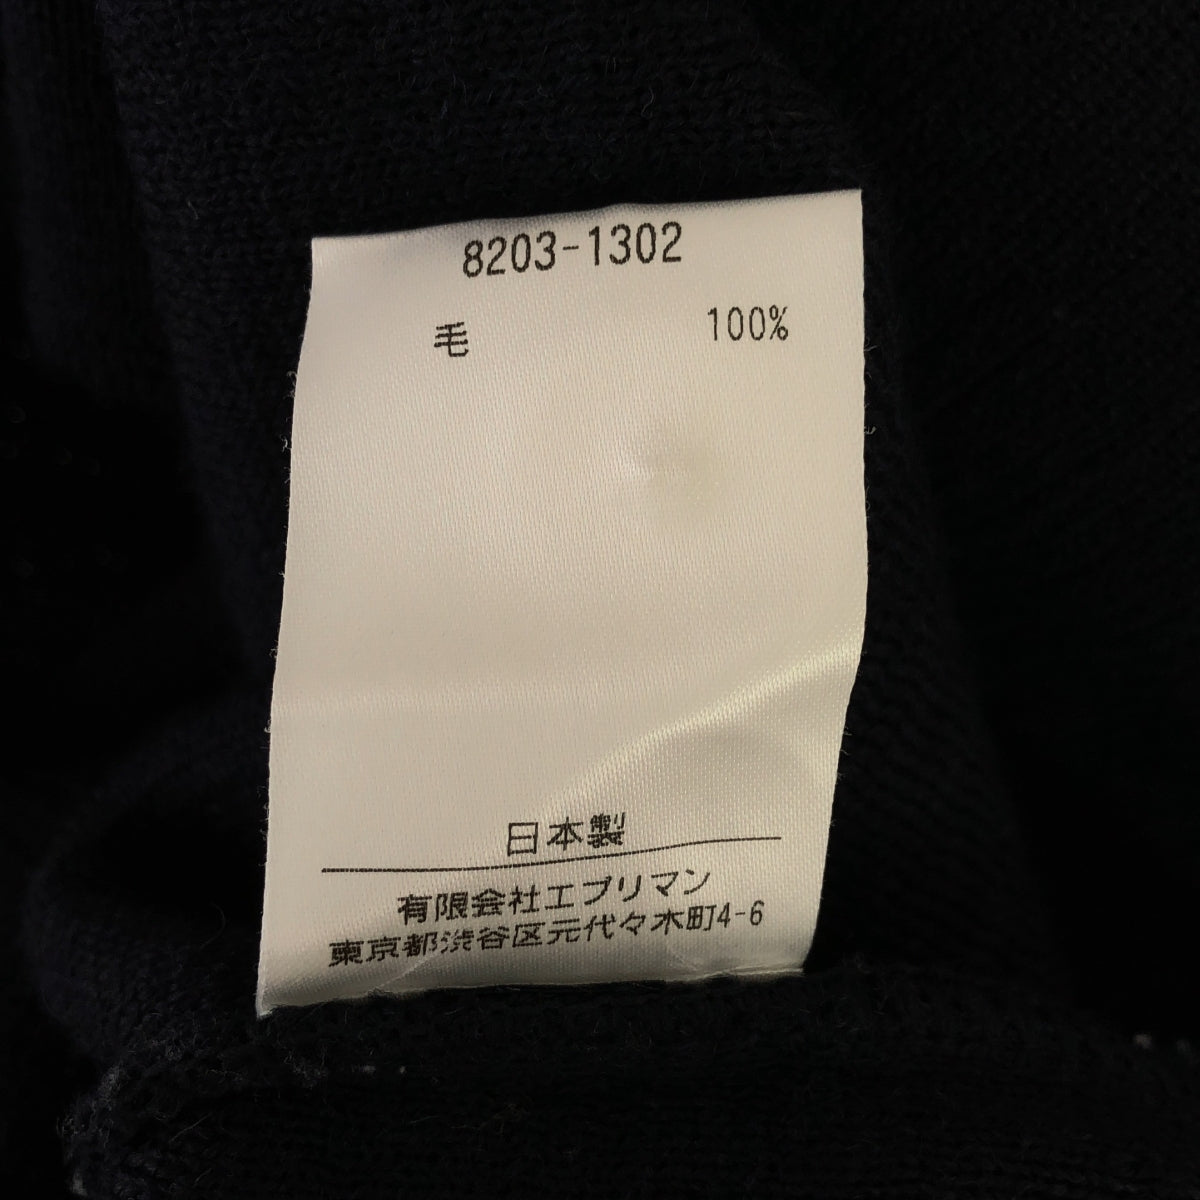 8203-1302
毛 100%
日本製
有限会社エブリマン
東京都渋谷区元代々木町4-6